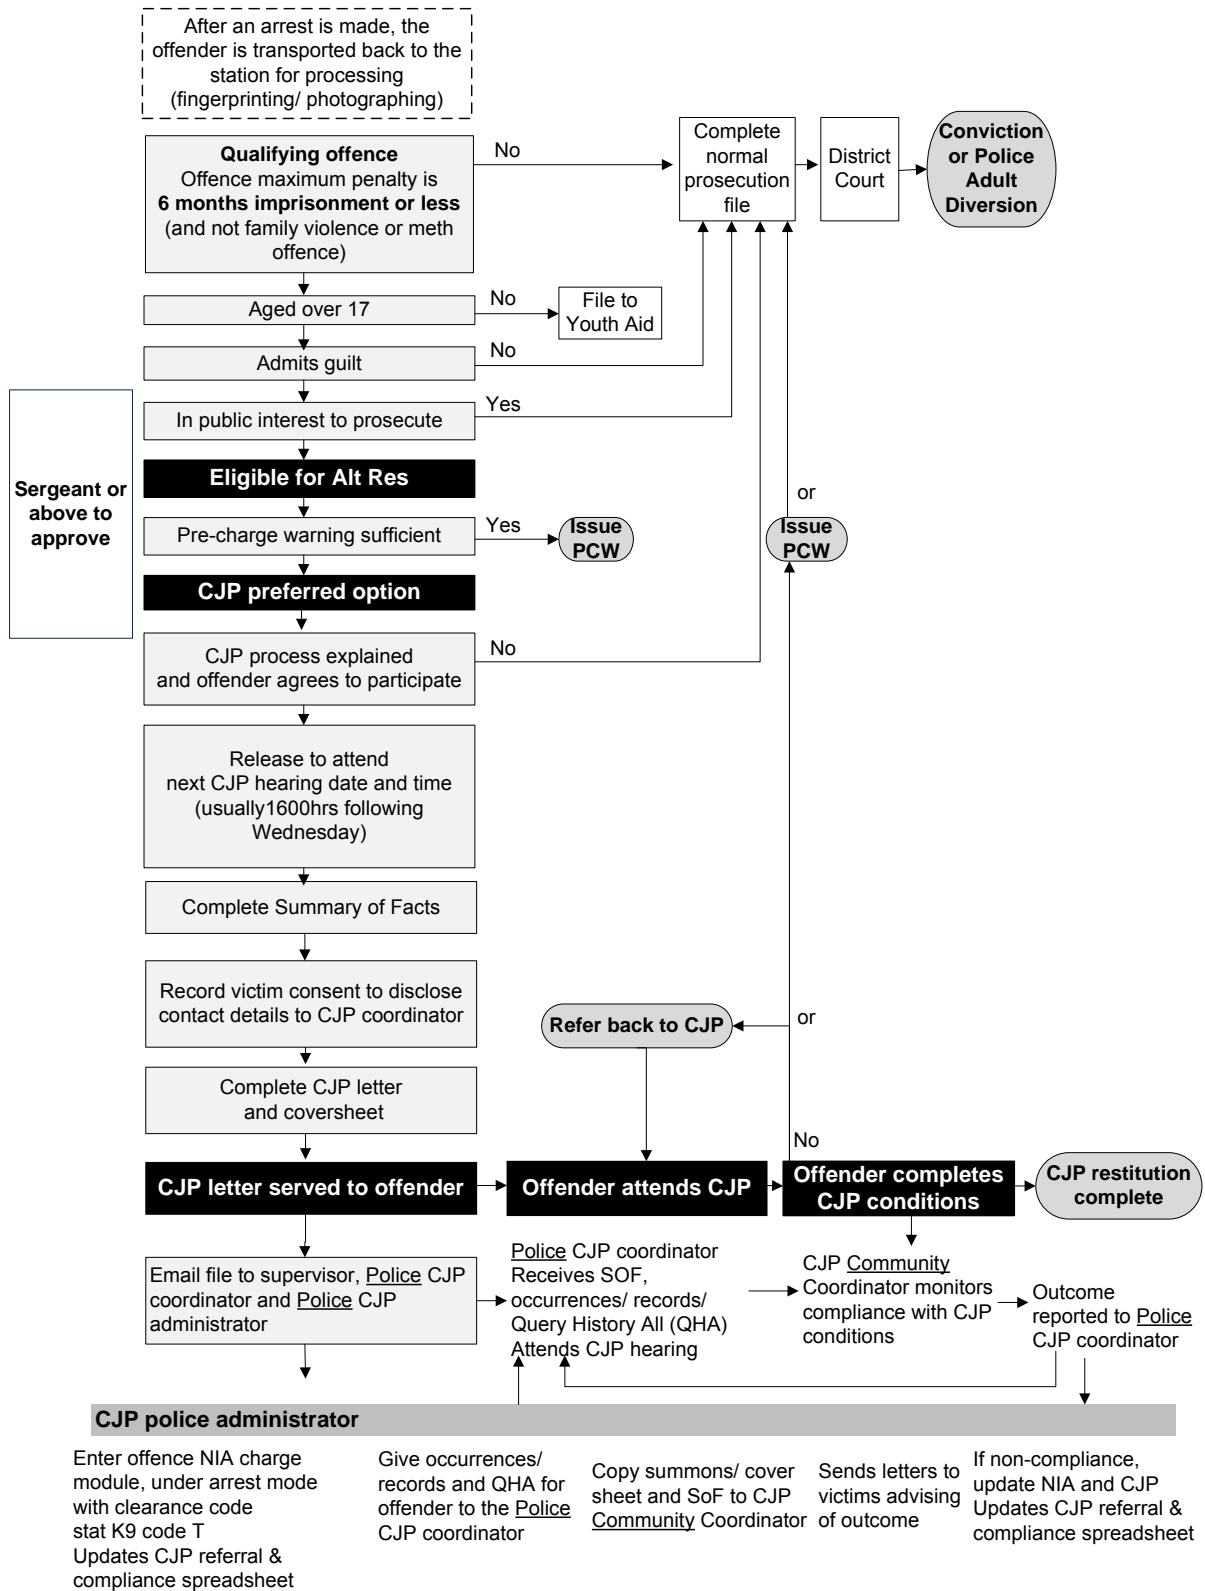 After an arrest is made, the
offender is transported back to the
station for processing
(fingerprinting/ photographing)
Qualifying offence
Offence maximum penalty is
6 months imprisonment or less
(and not family violence or meth
offence)
No
Complete
normal
prosecution
file
District
Court
Conviction
or Police
Adult
Diversion
Aged over 17
No
File to
Youth Aid
Admits guilt
No
In public interest to prosecute
Yes
Sergeant or
above to
approve
Eligible for Alt Res
Pre-charge warning sufficient
Yes
Issue
PCW
or
Issue
PCW
CJP preferred option
CJP process explained
and offender agrees to participate
No
Release to attend
next CJP hearing date and time
(usually1600hrs following
Wednesday)
Complete Summary of Facts
Record victim consent to disclose
contact details to CJP coordinator
Refer back to CJP
or
Complete CJP letter
and coversheet
No
CJP letter served to offender
Offender attends CJP
Offender completes
CJP conditions
CJP restitution
complete
Email file to supervisor, Police CJP
coordinator and Police CJP
administrator
Police CJP coordinator
Receives SOF,
occurrences/ records/
Query History All (QHA)
Attends CJP hearing
CJP Community
Coordinator monitors
compliance with CJP
conditions
Outcome
reported to Police
CJP coordinator
CJP police administrator
Enter offence NIA charge
module, under arrest mode
with clearance code
stat K9 code T
Updates CJP referral &
compliance spreadsheet
Give occurrences/
records and QHA for
offender to the Police
CJP coordinator
Copy summons/ cover
sheet and SoF to CJP
Community Coordinator
Sends letters to
victims advising
of outcome
If non-compliance,
update NIA and CJP
Updates CJP referral &
compliance spreadsheet